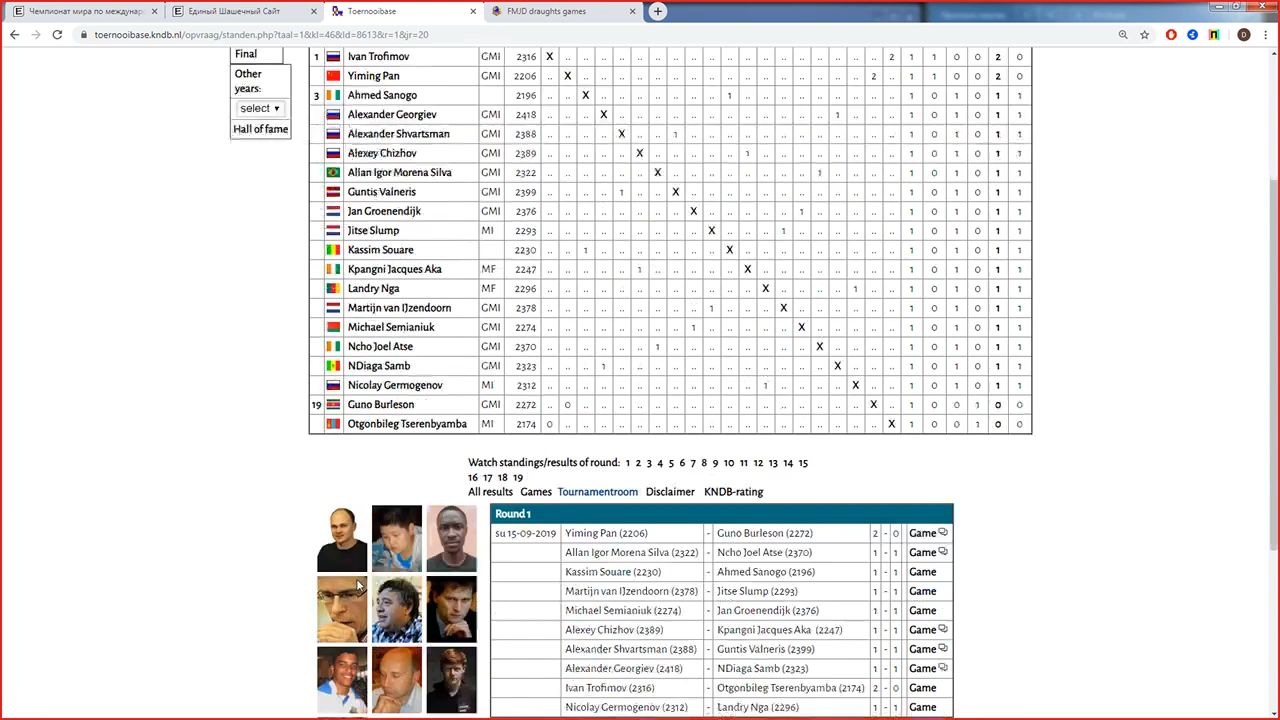 Чемпионат мира по междунар
Единый Шашечный Сайт
Toernooibase
FMJD draughts games
toernooibase.kndb.nl/opvraag/standen.php?taal=1&kl=46&Id=8613&r=1&jr=20
Final
Other years:
select
Hall of fame
1 Ivan Trofimov GMI 2316 X .. .. .. .. .. .. .. .. .. .. .. .. .. .. .. .. .. .. 2 1 1 0 0 2 0
Yiming Pan GMI 2206 .. X .. .. .. .. .. .. .. .. .. .. .. .. .. .. .. .. 2 .. 1 1 0 0 2 0
3 Ahmed Sanogo GMI 2196 .. .. X .. .. .. .. .. .. .. 1 .. .. .. .. .. .. .. .. .. 1 0 1 0 1 1
Alexander Georgiev GMI 2418 .. .. .. X .. .. .. .. .. .. .. .. .. .. .. .. 1 .. .. .. 1 0 1 0 1 1
Alexander Shvartsman GMI 2388 .. .. .. .. X .. .. 1 .. .. .. .. .. .. .. .. .. .. .. .. 1 0 1 0 1 1
Alexey Chizhov GMI 2389 .. .. .. .. .. X .. .. .. .. .. 1 .. .. .. .. .. .. .. .. 1 0 1 0 1 1
Allan Igor Morena Silva GMI 2322 .. .. .. .. .. .. X .. .. .. .. .. .. .. .. 1 .. .. .. .. 1 0 1 0 1 1
Guntis Valneris GMI 2399 .. .. .. .. 1 .. .. X .. .. .. .. .. .. .. .. .. .. .. .. 1 0 1 0 1 1
Jan Groenendijk GMI 2376 .. .. .. .. .. .. .. .. X .. .. .. .. .. 1 .. .. .. .. .. 1 0 1 0 1 1
Jitse Slump MI 2293 .. .. .. .. .. .. .. .. .. X .. .. .. 1 .. .. .. .. .. .. 1 0 1 0 1 1
Kassim Souare 2230 .. .. 1 .. .. .. .. .. .. .. X .. .. .. .. .. .. .. .. .. 1 0 1 0 1 1
Kpangni Jacques Aka MF 2247 .. .. .. .. .. 1 .. .. .. .. .. X .. .. .. .. .. .. .. .. 1 0 1 0 1 1
Landry Nga MF 2296 .. .. .. .. .. .. .. .. .. .. .. .. X .. .. .. .. 1 .. .. 1 0 1 0 1 1
Martijn van IJzendoorn GMI 2378 .. .. .. .. .. .. .. .. .. 1 .. .. .. X .. .. .. .. .. .. 1 0 1 0 1 1
Michael Semianiuk GMI 2274 .. .. .. .. .. .. .. .. 1 .. .. .. .. .. X .. .. .. .. .. 1 0 1 0 1 1
Ncho Joel Atse GMI 2370 .. .. .. .. .. .. 1 .. .. .. .. .. .. .. .. X .. .. .. .. 1 0 1 0 1 1
NDiaga Samb GMI 2323 .. .. .. 1 .. .. .. .. .. .. .. .. .. .. .. .. X .. .. .. 1 0 1 0 1 1
Nicolay Germogenov MI 2312 .. .. .. .. .. .. .. .. .. .. .. .. 1 .. .. .. .. X .. .. 1 0 1 0 1 1
19 Guno Burleson GMI 2272 .. 0 .. .. .. .. .. .. .. .. .. .. .. .. .. .. .. .. X .. 1 0 0 1 0 0
Otgonbileg Tserenbyamba MI 2174 0 .. .. .. .. .. .. .. .. .. .. .. .. .. .. .. .. .. .. X 1 0 0 1 0 0
Watch standings/results of round: 1 2 3 4 5 6 7 8 9 10 11 12 13 14 15
16 17 18 19
All results Games Tournamentroom Disclaimer KNDB-rating
Round 1
su 15-09-2019 Yiming Pan (2206) - Guno Burleson (2272) 2 - 0 Game
Allan Igor Morena Silva (2322) - Ncho Joel Atse (2370) 1 - 1 Game
Kassim Souare (2230) - Ahmed Sanogo (2196) 1 - 1 Game
Martijn van IJzendoorn (2378) - Jitse Slump (2293) 1 - 1 Game
Michael Semianiuk (2274) - Jan Groenendijk (2376) 1 - 1 Game
Alexey Chizhov (2389) - Kpangni Jacques Aka (2247) 1 - 1 Game
Alexander Shvartsman (2388) - Guntis Valneris (2399) 1 - 1 Game
Alexander Georgiev (2418) - NDiaga Samb (2323) 1 - 1 Game
Ivan Trofimov (2316) - Otgonbileg Tserenbyamba (2174) 2 - 0 Game
Nicolay Germogenov (2312) - Landry Nga (2296) 1 - 1 Game